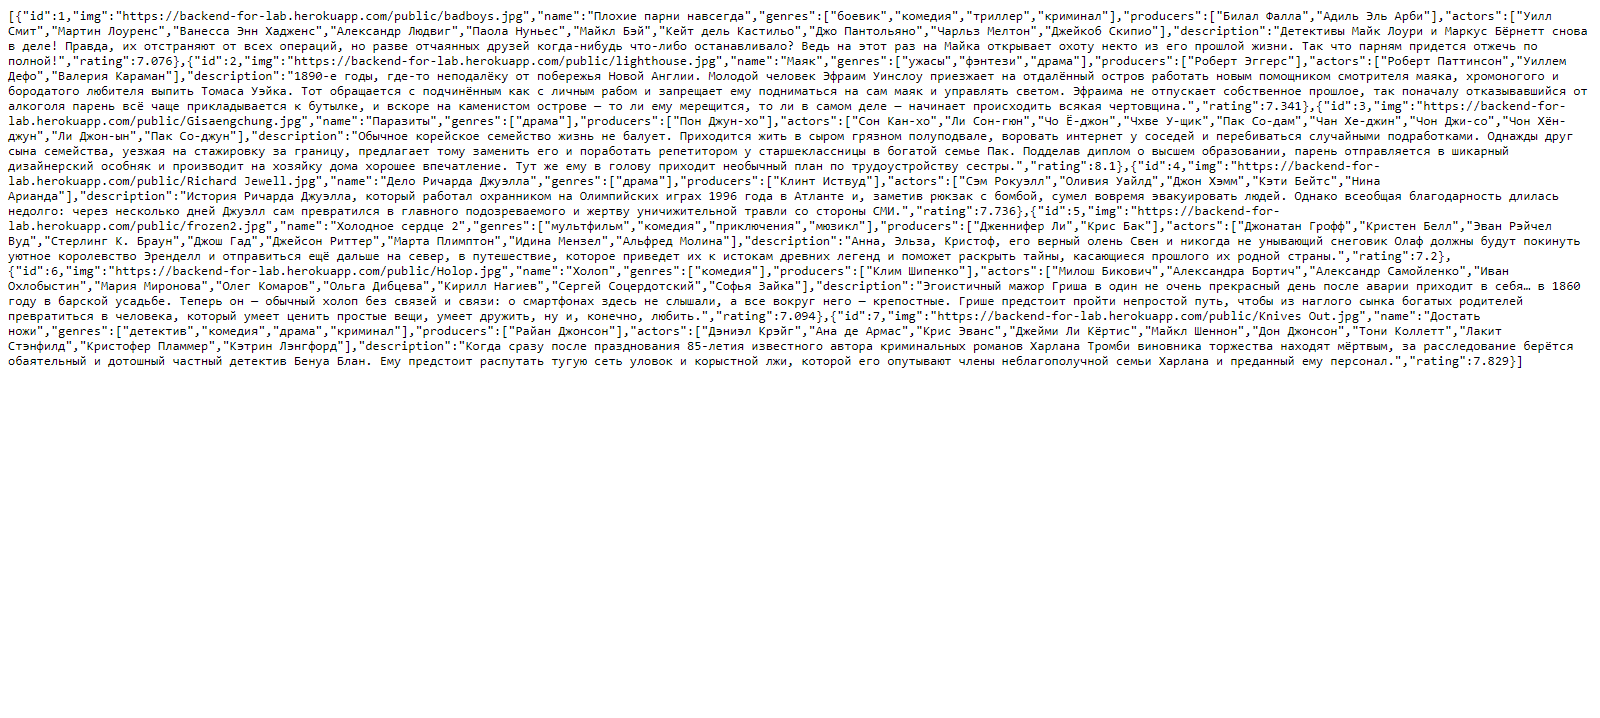 [{"id":1,"img":"https://backend-for-lab.herokuapp.com/public/badboys.jpg","name":"Плохие парни навсегда","genres":["боевик","комедия","триллер","криминал"],"producers":["Билал Фалла","Адиль Эль Арби"],"actors":["Уилл
Смит","Мартин Лоуренс","Ванесса Энн Хадженс","Александр Людвиг","Паола Нуньес","Майкл Бэй","Кейт дель Кастильо","Джо Пантольяно","Чарльз Мелтон","Джейкоб Скипио"],"description":"Детективы Майк Лоури и Маркус Бёрнетт снова
в деле! Правда, их отстраняют от всех операций, но разве отчаянных друзей когда-нибудь что-либо останавливало? Ведь на этот раз на Майка открывает охоту некто из его прошлой жизни. Так что парням придется отжечь по
полной!","rating":7.076},{"id":2,"img":"https://backend-for-lab.herokuapp.com/public/lighthouse.jpg","name":"Маяк","genres":["ужасы","фэнтези","драма"],"producers":["Роберт Эггерс"],"actors":["Роберт Паттинсон","Уиллем
Дефо","Валерия Караман"],"description":"1890-е годы, где-то неподалёку от побережья Новой Англии. Молодой человек Эфраим Уинслоу приезжает на отдалённый остров работать новым помощником смотрителя маяка, хромоногого и
бородатого любителя выпить Томаса Уэйка. Тот обращается с подчинённым как с личным рабом и запрещает ему подниматься на сам маяк и управлять светом. Эфраима не отпускает собственное прошлое, так поначалу отказывавшийся от
алкоголя парень всё чаще прикладывается к бутылке, и вскоре на каменистом острове — то ли ему мерещится, то ли в самом деле — начинает происходить всякая чертовщина.","rating":7.341},{"id":3,"img":"https://backend-for-
lab.herokuapp.com/public/Gisaengchung.jpg","name":"Паразиты","genres":["драма"],"producers":["Пон Джун-хо"],"actors":["Сон Кан-хо","Ли Сон-гюн","Чо Ё-джон","Чхве У-щик","Пак Со-дам","Чан Хе-джин","Чон Джи-со","Чон Хён-
джун","Ли Джон-ын","Пак Со-джун"],"description":"Обычное корейское семейство жизнь не балует. Приходится жить в сыром грязном полуподвале, воровать интернет у соседей и перебиваться случайными подработками. Однажды друг
сына семейства, уезжая на стажировку за границу, предлагает тому заменить его и поработать репетитором у старшеклассницы в богатой семье Пак. Подделав диплом о высшем образовании, парень отправляется в шикарный
дизайнерский особняк и производит на хозяйку дома хорошее впечатление. Тут же ему в голову приходит необычный план по трудоустройству сестры.","rating":8.1},{"id":4,"img":"https://backend-for-
lab.herokuapp.com/public/Richard Jewell.jpg","name":"Дело Ричарда Джуэлла","genres":["драма"],"producers":["Клинт Иствуд"],"actors":["Сэм Рокуэлл","Оливия Уайлд","Джон Хэмм","Кэти Бейтс","Нина
Арианда"],"description":"История Ричарда Джуэлла, который работал охранником на Олимпийских играх 1996 года в Атланте и, заметив рюкзак с бомбой, сумел вовремя эвакуировать людей. Однако всеобщая благодарность длилась
недолго: через несколько дней Джуэлл сам превратился в главного подозреваемого и жертву уничижительной травли со стороны СМИ.","rating":7.736},{"id":5,"img":"https://backend-for-
lab.herokuapp.com/public/frozen2.jpg","name":"Холодное сердце 2","genres":["мультфильм","комедия","приключения","мюзикл"],"producers":["Дженнифер Ли","Крис Бак"],"actors":["Джонатан Грофф","Кристен Белл","Эван Рэйчел
Вуд","Стерлинг К. Браун","Джош Гад","Джейсон Риттер","Марта Плимптон","Идина Мензел","Альфред Молина"],"description":"Анна, Эльза, Кристоф, его верный олень Свен и никогда не унывающий снеговик Олаф должны будут покинуть
уютное королевство Эренделл и отправиться ещё дальше на север, в путешествие, которое приведет их к истокам древних легенд и поможет раскрыть тайны, касающиеся прошлого их родной страны.","rating":7.2},
{"id":6,"img":"https://backend-for-lab.herokuapp.com/public/Holop.jpg","name":"Холоп","genres":["комедия"],"producers":["Клим Шипенко"],"actors":["Милош Бикович","Александра Бортич","Александр Самойленко","Иван
Охлобыстин","Мария Миронова","Олег Комаров","Ольга Дибцева","Кирилл Нагиев","Сергей Соцердотский","Софья Зайка"],"description":"Эгоистичный мажор Гриша в один не очень прекрасный день после аварии приходит в себя… в 1860
году в барской усадьбе. Теперь он — обычный холоп без связей и связи: о смартфонах здесь не слышали, а все вокруг него — крепостные. Грише предстоит пройти непростой путь, чтобы из наглого сынка богатых родителей
превратиться в человека, который умеет ценить простые вещи, умеет дружить, ну и, конечно, любить.","rating":7.094},{"id":7,"img":"https://backend-for-lab.herokuapp.com/public/Knives Out.jpg","name":"Достать
ножи","genres":["детектив","комедия","драма","криминал"],"producers":["Райан Джонсон"],"actors":["Дэниэл Крэйг","Ана де Армас","Крис Эванс","Джейми Ли Кёртис","Майкл Шеннон","Дон Джонсон","Тони Коллетт","Лакит
Стэнфилд","Кристофер Пламмер","Кэтрин Лэнгфорд"],"description":"Когда сразу после празднования 85-летия известного автора криминальных романов Харлана Тромби виновника торжества находят мёртвым, за расследование берётся
обаятельный и дотошный частный детектив Бенуа Блан. Ему предстоит распутать тугую сеть уловок и корыстной лжи, которой его опутывают члены неблагополучной семьи Харлана и преданный ему персонал.","rating":7.829}]